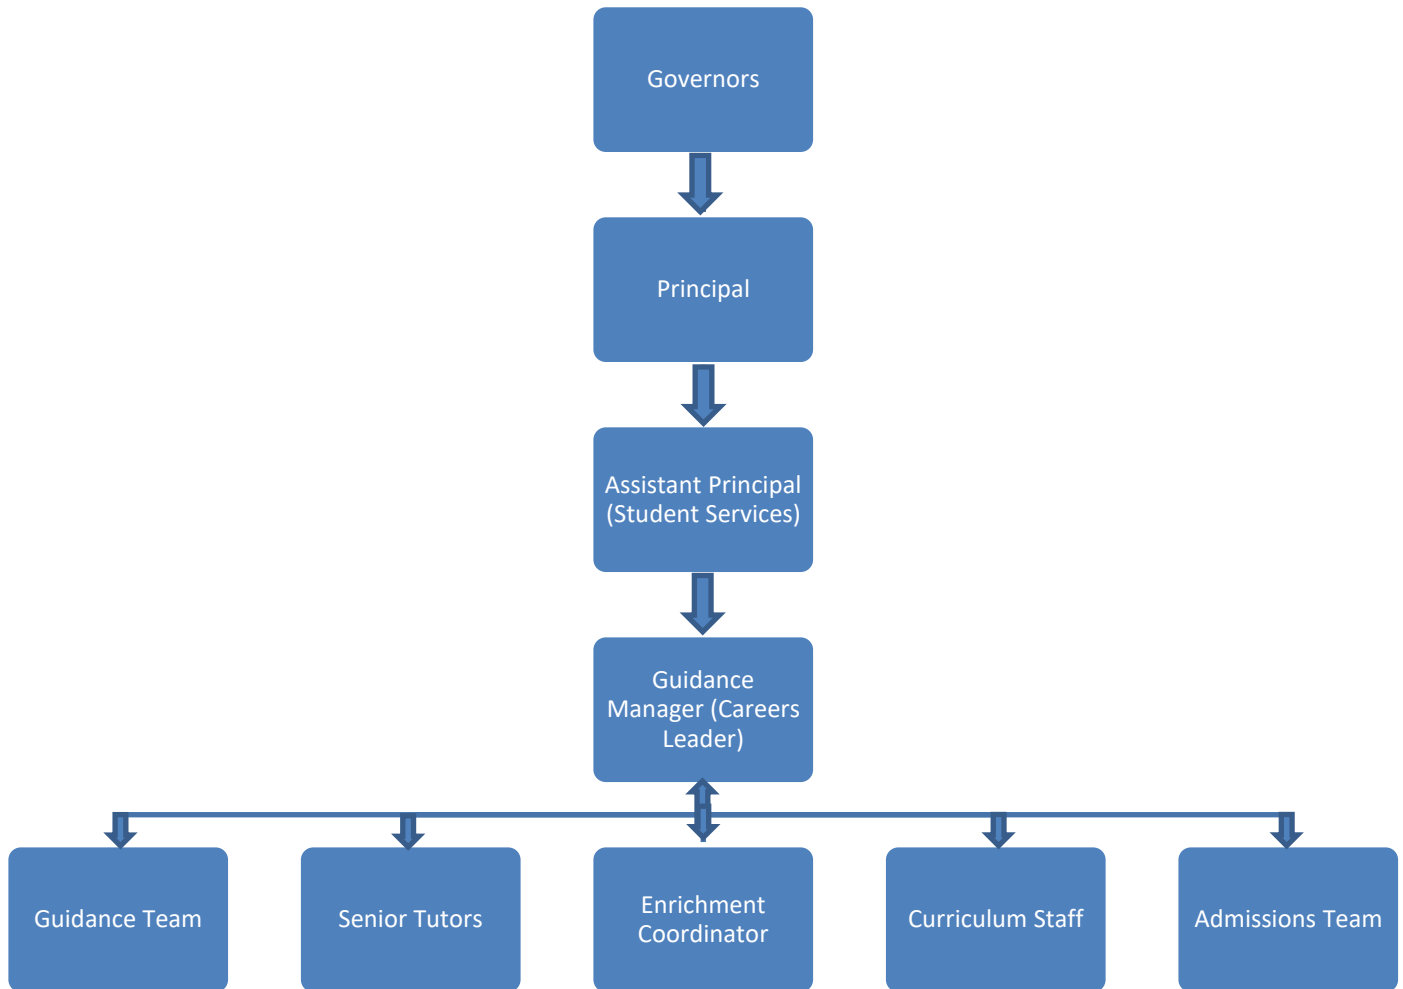 Governors
Principal
Assistant Principal
(Student Services)
Guidance
Manager (Careers
Leader)
Guidance Team
Senior Tutors
Enrichment
Coordinator
Curriculum Staff
Admissions Team